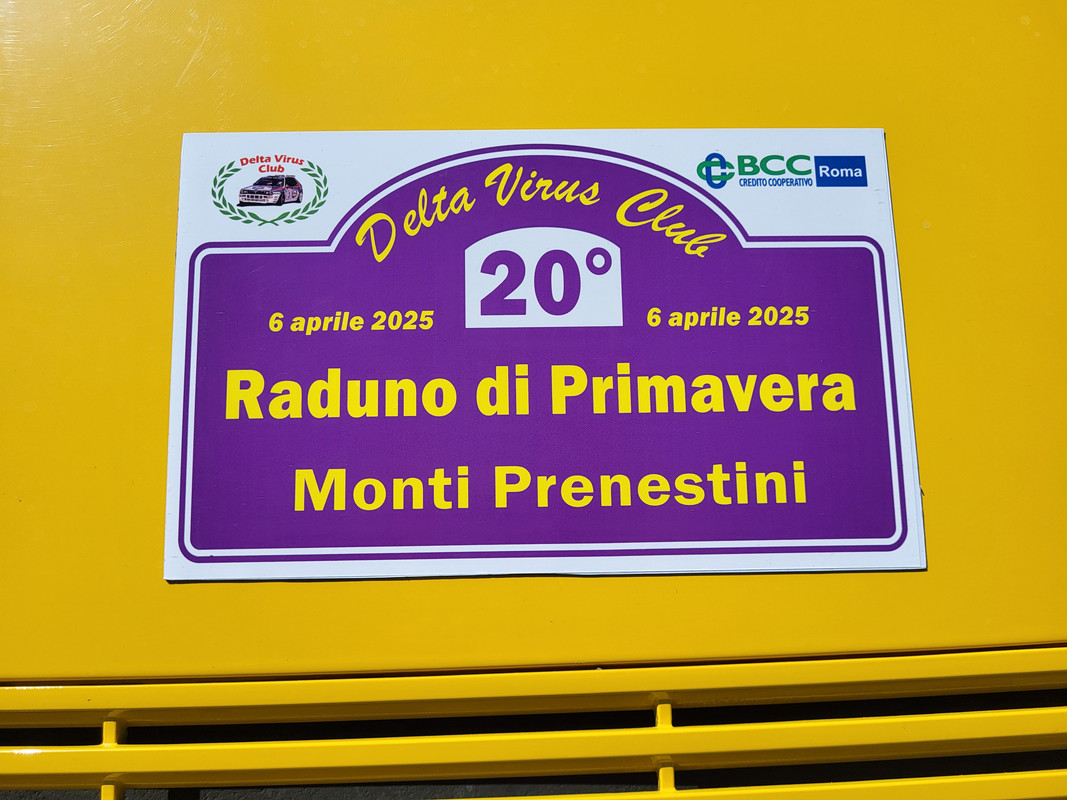 Delta Virus
Club
BCC
CREDITO COOPERATIVO
Roma
Delta Virus Club
20°
6 aprile 2025
6 aprile 2025
Raduno di Primavera
Monti Prenestini